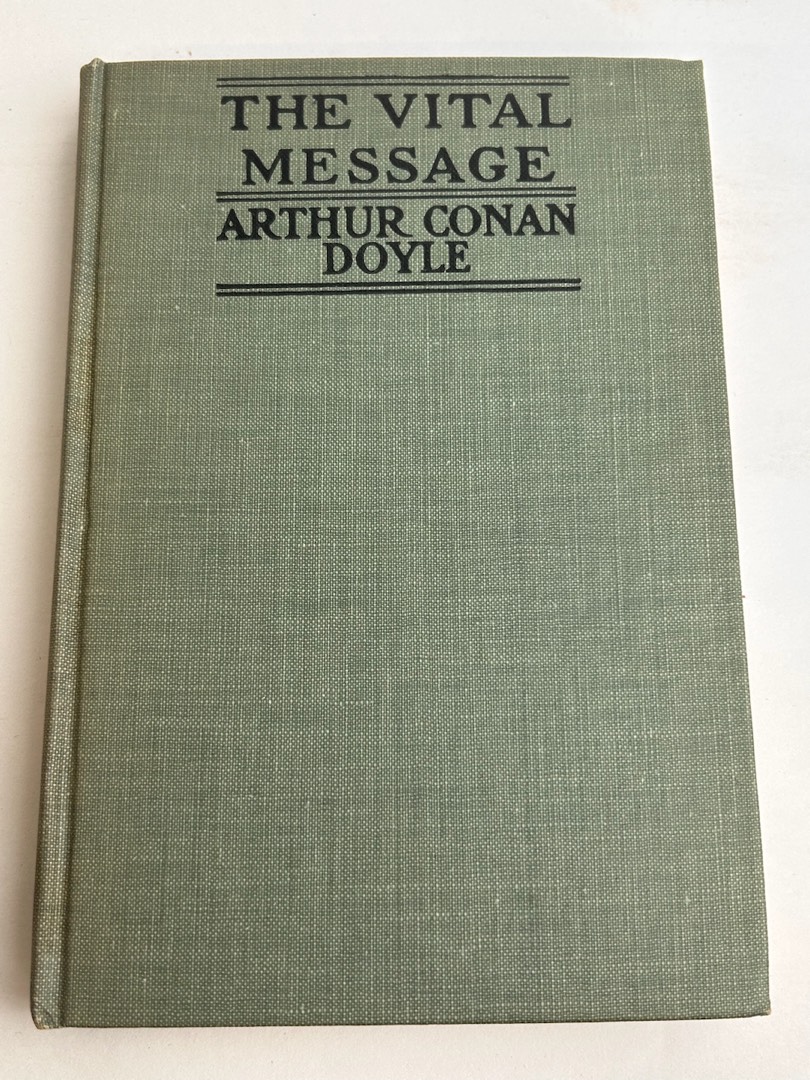 THE VITAL
MESSAGE
ARTHUR CONAN
DOYLE